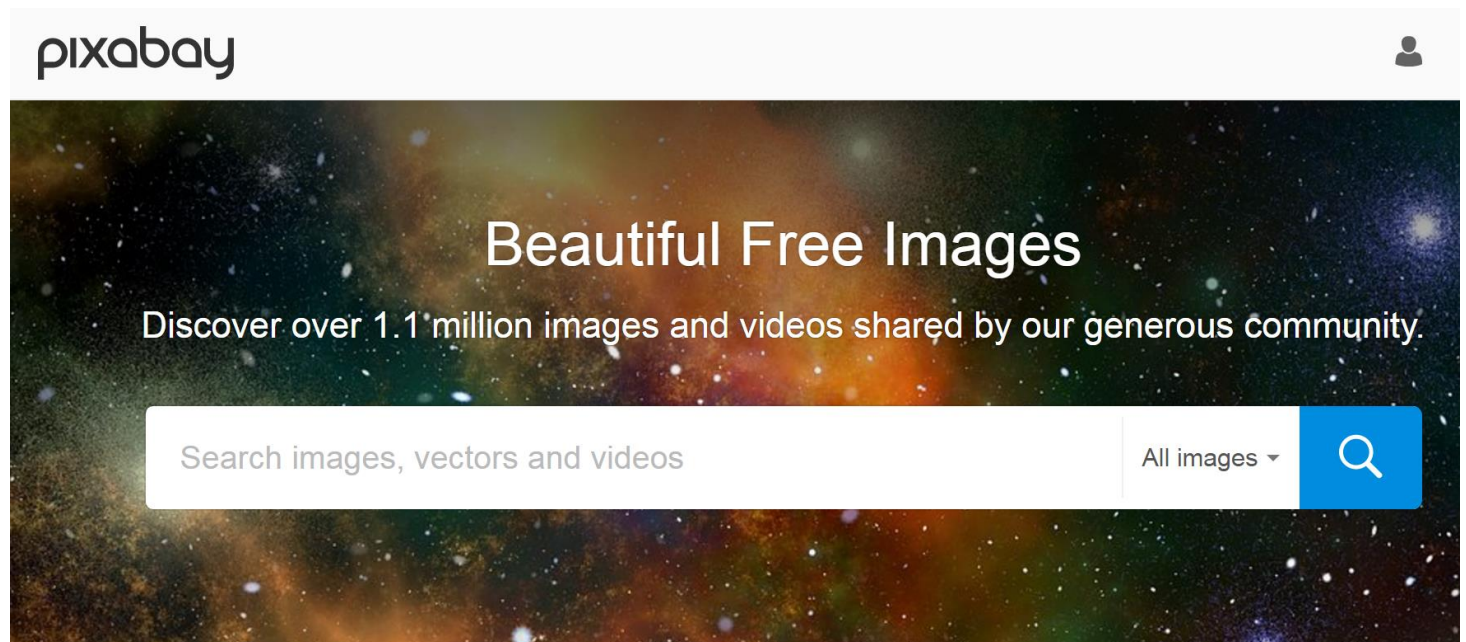 pixabay
Beautiful Free Images
Discover over 1.1 million images and videos shared by our generous community.
Search images, vectors and videos
All images